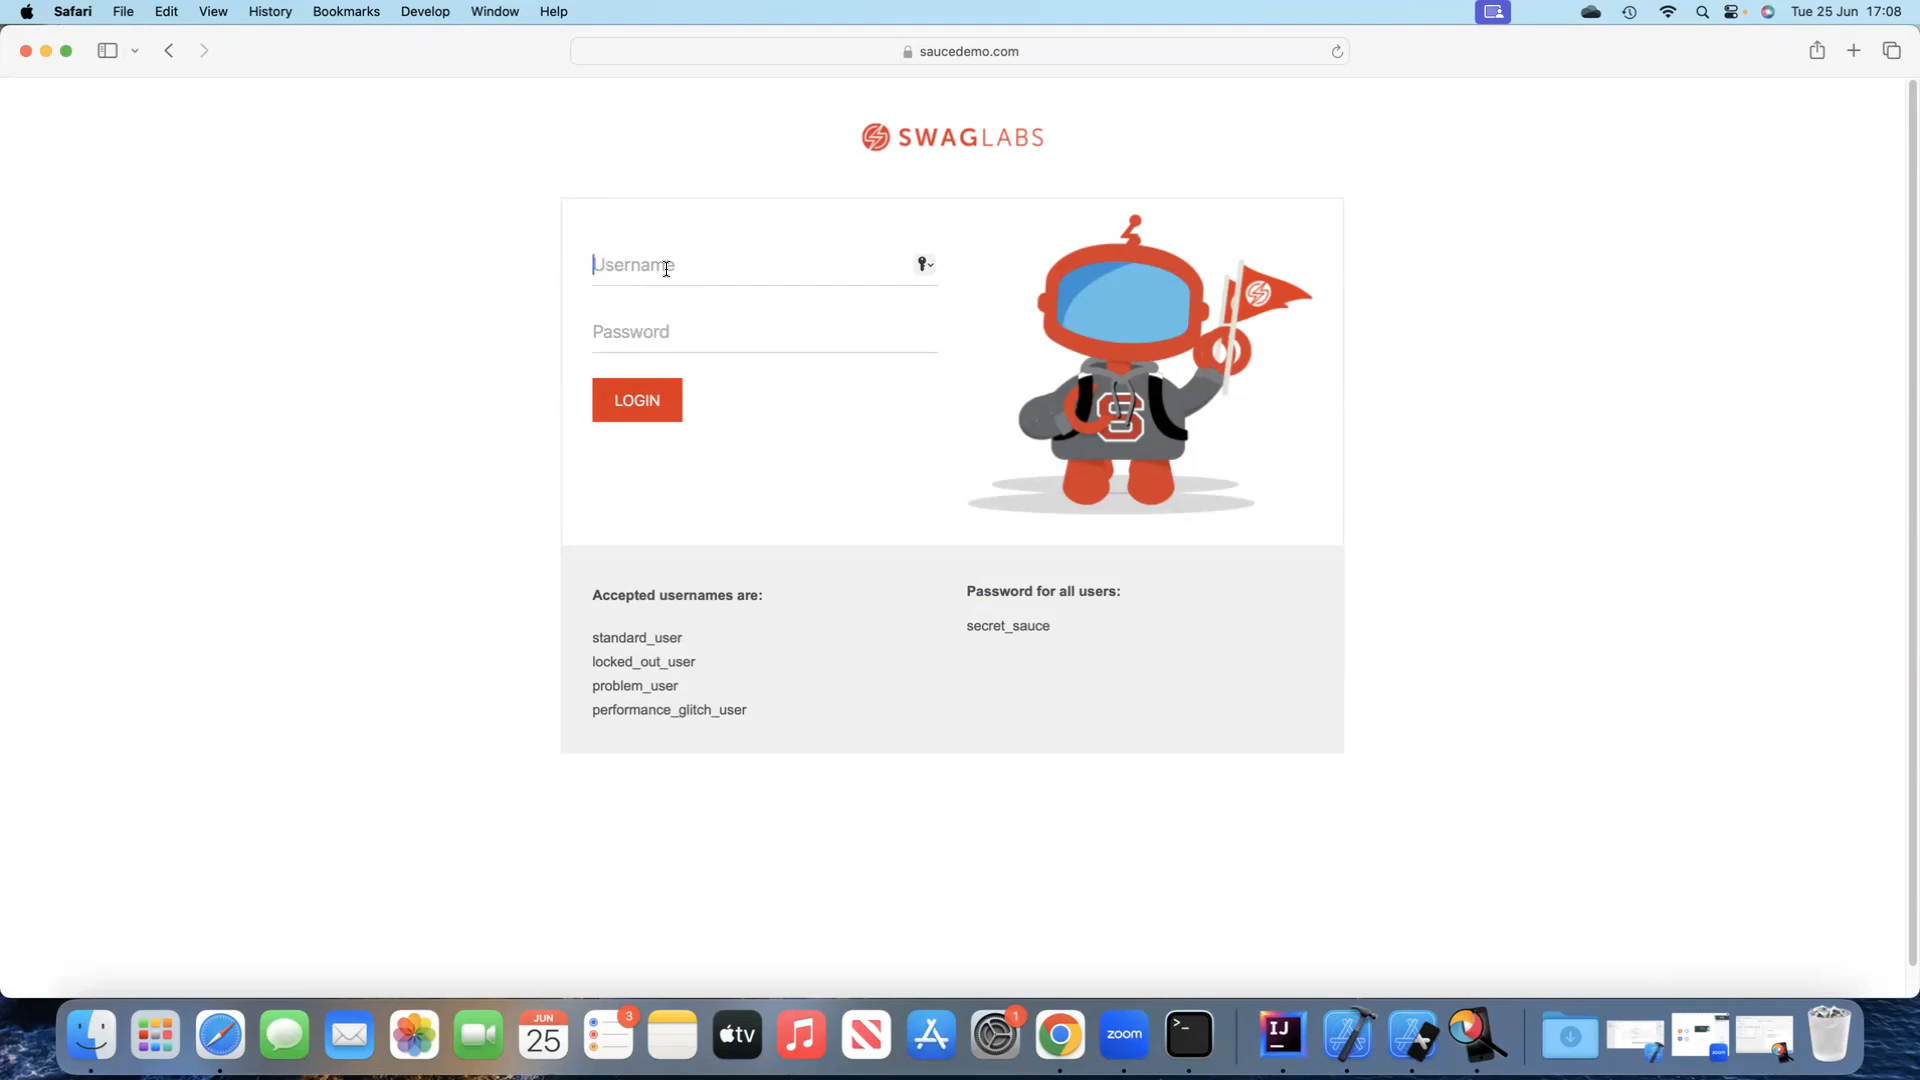 Safari File Edit View History Bookmarks Develop Window Help Tue 25 Jun 17:08
saucedemo.com
SWAGLABS
Username
Password
LOGIN
S
Accepted usernames are:
standard_user
locked_out_user
problem_user
performance_glitch_user
Password for all users:
secret_sauce
JUN
25
3
tv
1
zoom
>_
IJ
zoom